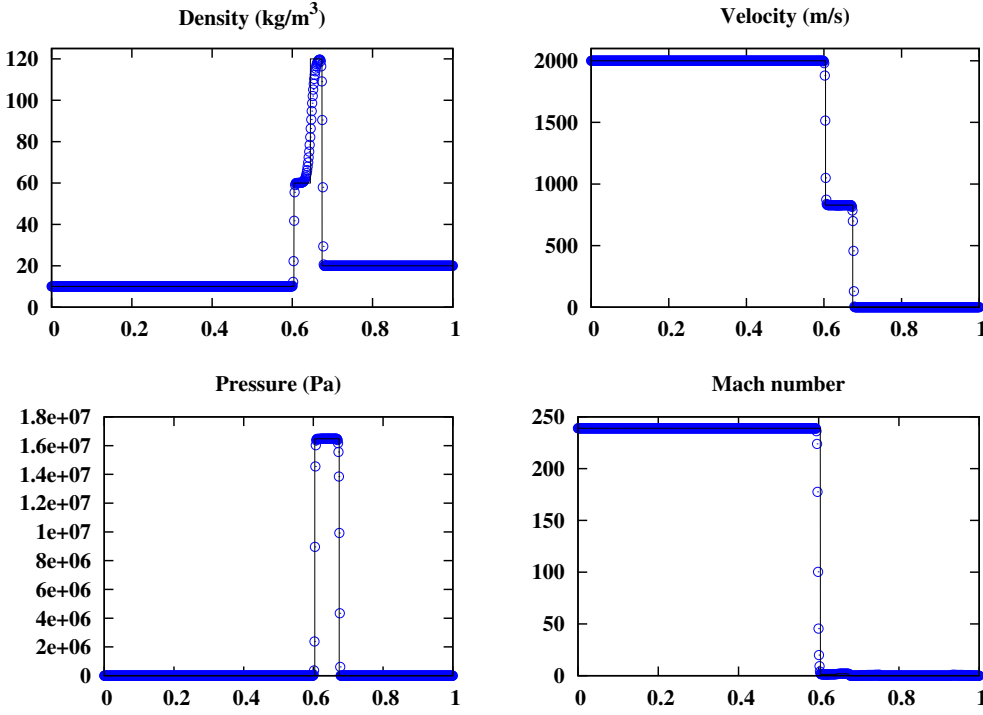 Density (kg/m³)
120
100
80
60
40
20
0
0 0.2 0.4 0.6 0.8 1
Velocity (m/s)
2000
1500
1000
500
0
0 0.2 0.4 0.6 0.8 1
Pressure (Pa)
1.8e+07
1.6e+07
1.4e+07
1.2e+07
1e+07
8e+06
6e+06
4e+06
2e+06
0
0 0.2 0.4 0.6 0.8 1
Mach number
250
200
150
100
50
0
0 0.2 0.4 0.6 0.8 1